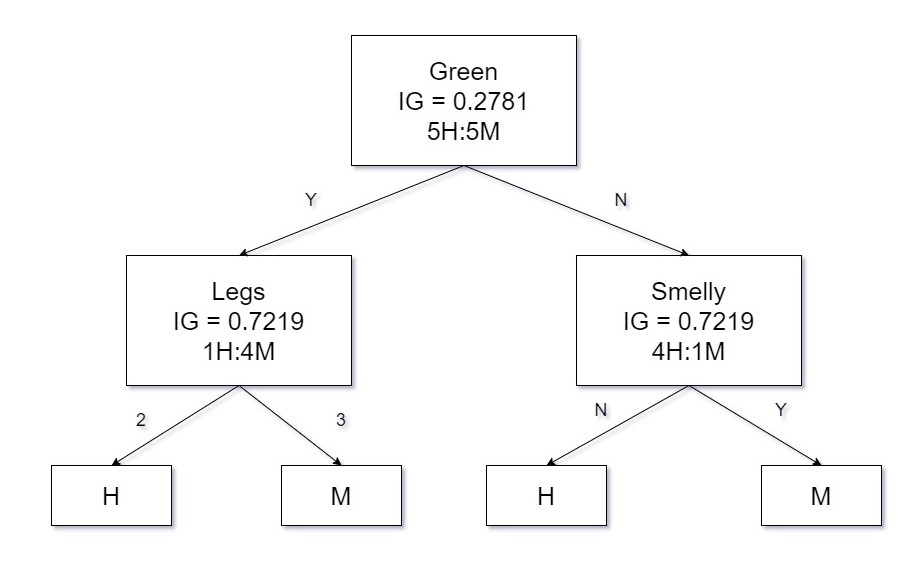 Green
IG = 0.2781
5H:5M
Y
N
Legs
IG = 0.7219
1H:4M
Smelly
IG = 0.7219
4H:1M
2
3
N
Y
H
M
H
M